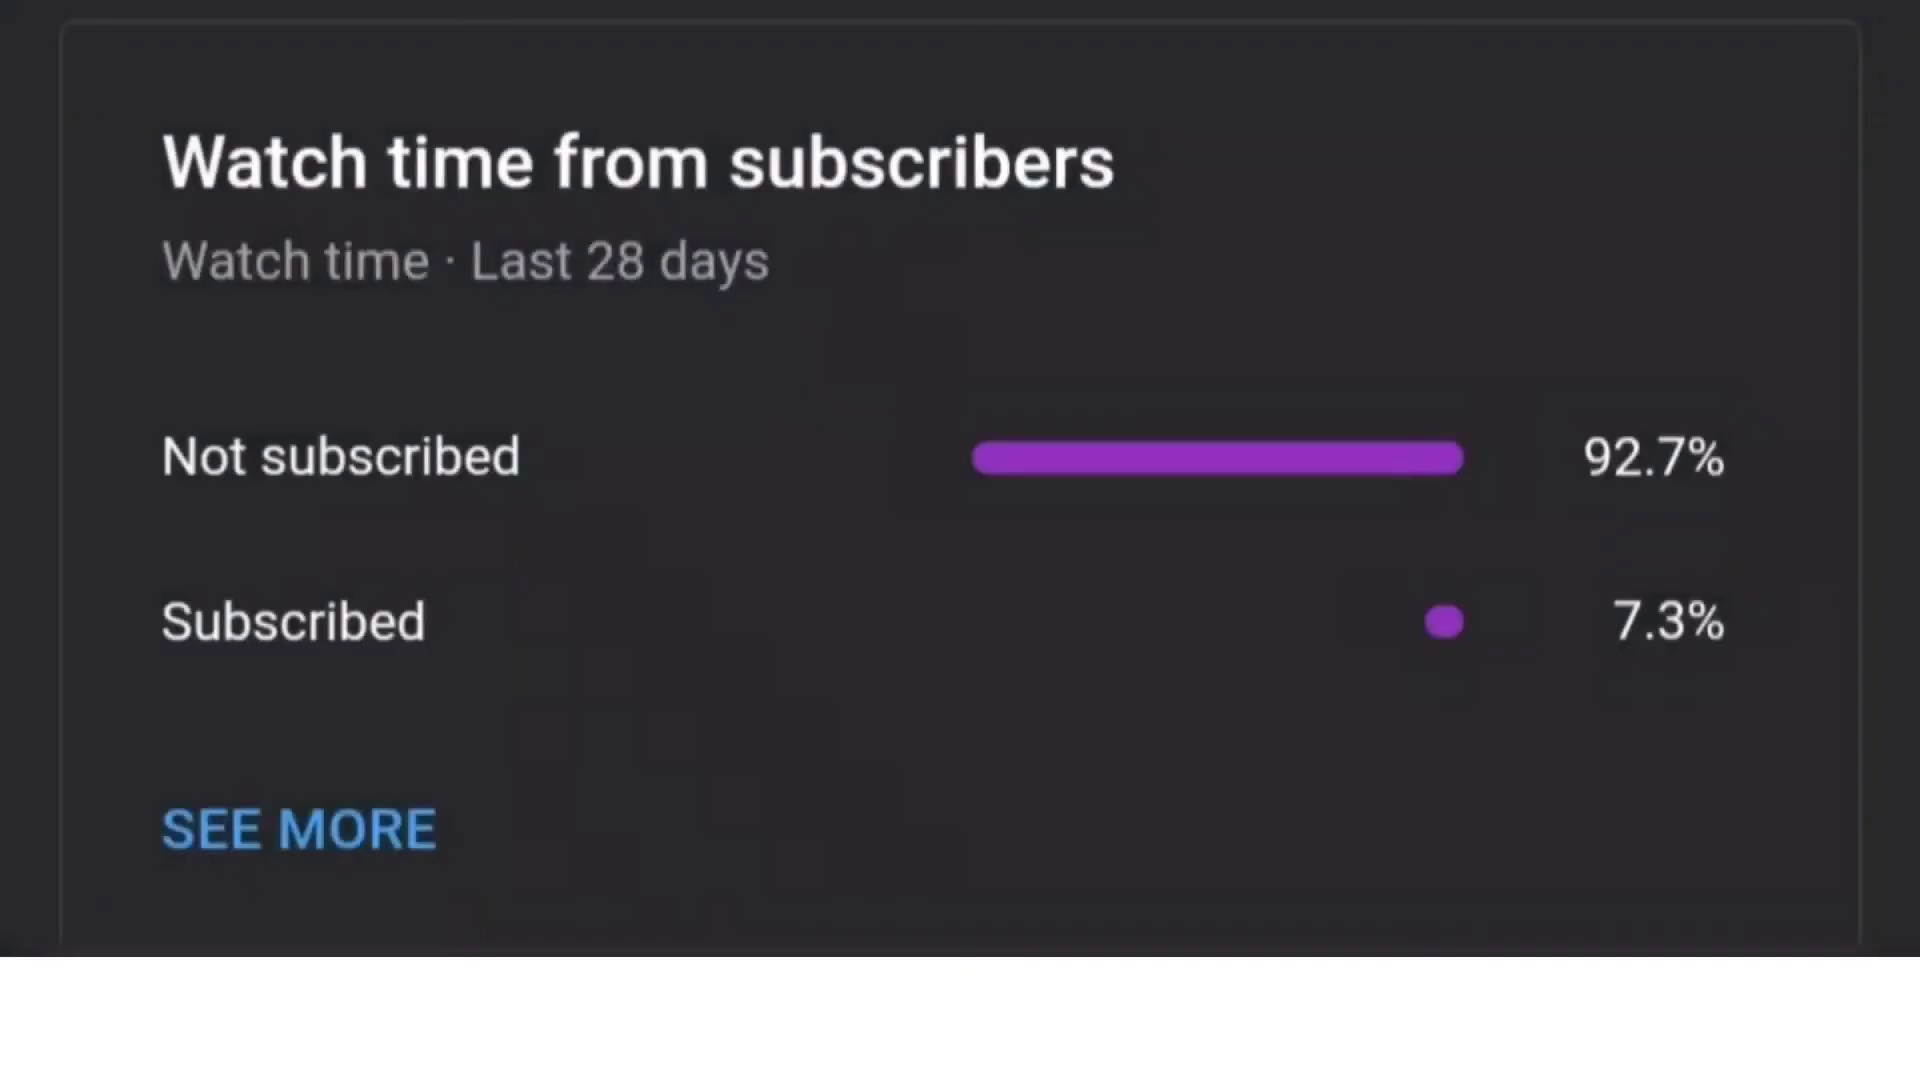 Watch time from subscribers
Watch time · Last 28 days
Not subscribed 92.7%
Subscribed 7.3%
SEE MORE